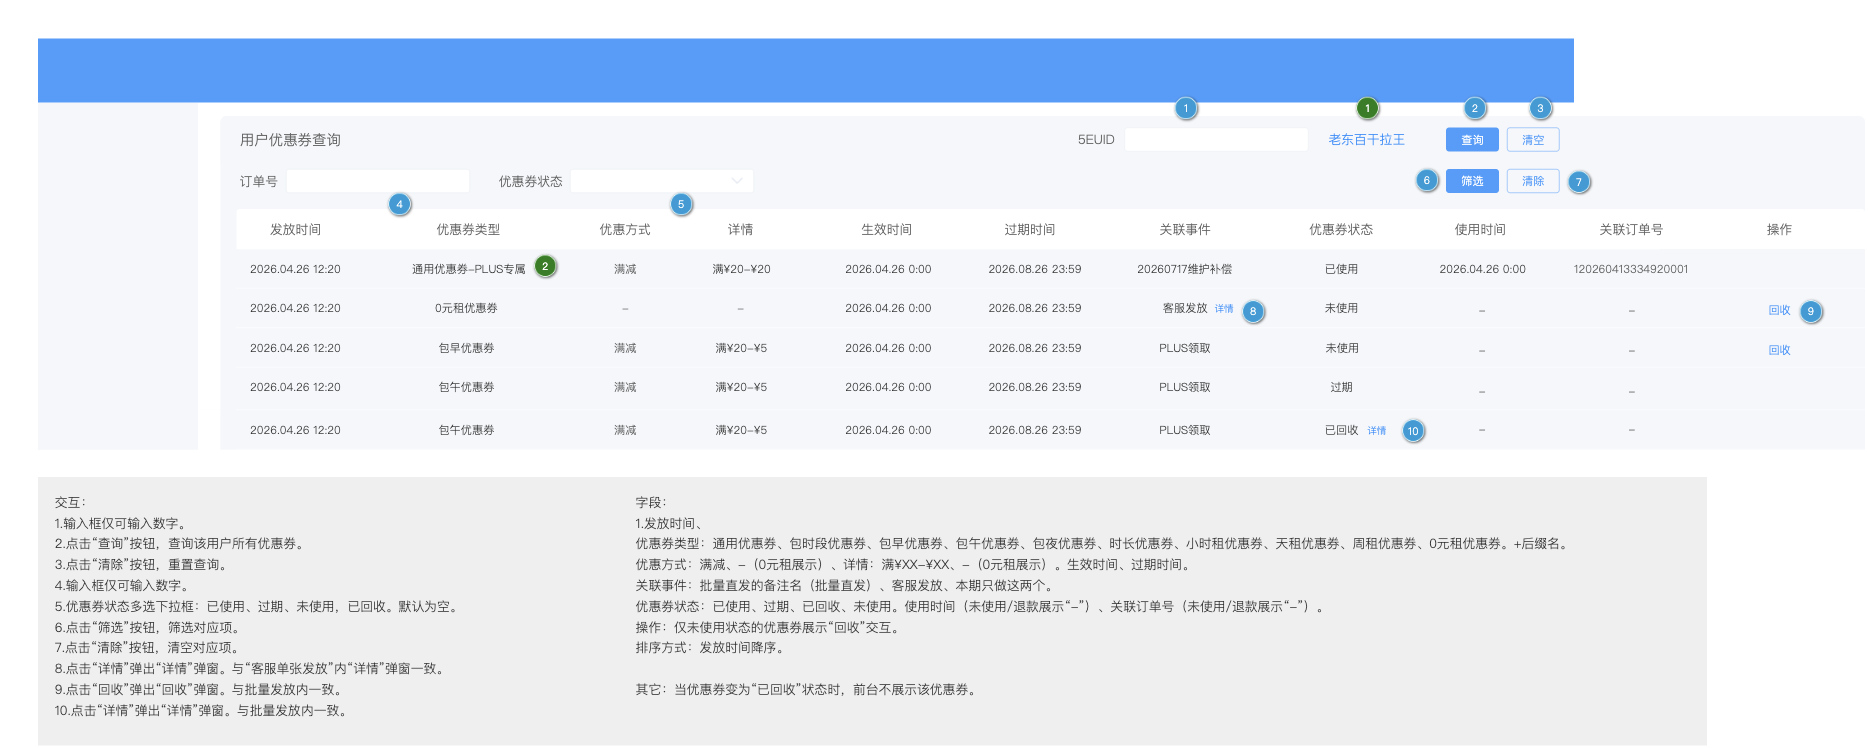 1 1 2 3
用户优惠券查询 5EUID 老东百干拉王 查询 清空
订单号 优惠券状态 6 筛选 清除 7
4 5
发放时间 优惠券类型 优惠方式 详情 生效时间 过期时间 关联事件 优惠券状态 使用时间 关联订单号 操作
2026.04.26 12:20 通用优惠券-PLUS专属 2 满减 满¥20-¥20 2026.04.26 0:00 2026.08.26 23:59 20260717维护补偿 已使用 2026.04.26 0:00 120260413334920001
2026.04.26 12:20 0元租优惠券 - - 2026.04.26 0:00 2026.08.26 23:59 客服发放 详情 8 未使用 - - 回收 9
2026.04.26 12:20 包早优惠券 满减 满¥20-¥5 2026.04.26 0:00 2026.08.26 23:59 PLUS领取 未使用 - - 回收
2026.04.26 12:20 包午优惠券 满减 满¥20-¥5 2026.04.26 0:00 2026.08.26 23:59 PLUS领取 过期 - -
2026.04.26 12:20 包午优惠券 满减 满¥20-¥5 2026.04.26 0:00 2026.08.26 23:59 PLUS领取 已回收 详情 10 - -
交互：
1.输入框仅可输入数字。
2.点击“查询”按钮，查询该用户所有优惠券。
3.点击“清除”按钮，重置查询。
4.输入框仅可输入数字。
5.优惠券状态多选下拉框：已使用、过期、未使用，已回收。默认为空。
6.点击“筛选”按钮，筛选对应项。
7.点击“清除”按钮，清空对应项。
8.点击“详情”弹出“详情”弹窗。与“客服单张发放”内“详情”弹窗一致。
9.点击“回收”弹出“回收”弹窗。与批量发放内一致。
10.点击“详情”弹出“详情”弹窗。与批量发放内一致。
字段：
1.发放时间、
优惠券类型：通用优惠券、包时段优惠券、包早优惠券、包午优惠券、包夜优惠券、时长优惠券、小时租优惠券、天租优惠券、周租优惠券、0元租优惠券。+后缀名。
优惠方式：满减、-（0元租展示）、详情：满¥XX-¥XX、-（0元租展示）。生效时间、过期时间。
关联事件：批量直发的备注名（批量直发）、客服发放、本期只做这两个。
优惠券状态：已使用、过期、已回收、未使用。使用时间（未使用/退款展示“-”）、关联订单号（未使用/退款展示“-”）。
操作：仅未使用状态的优惠券展示“回收”交互。
排序方式：发放时间降序。
其它：当优惠券变为“已回收”状态时，前台不展示该优惠券。